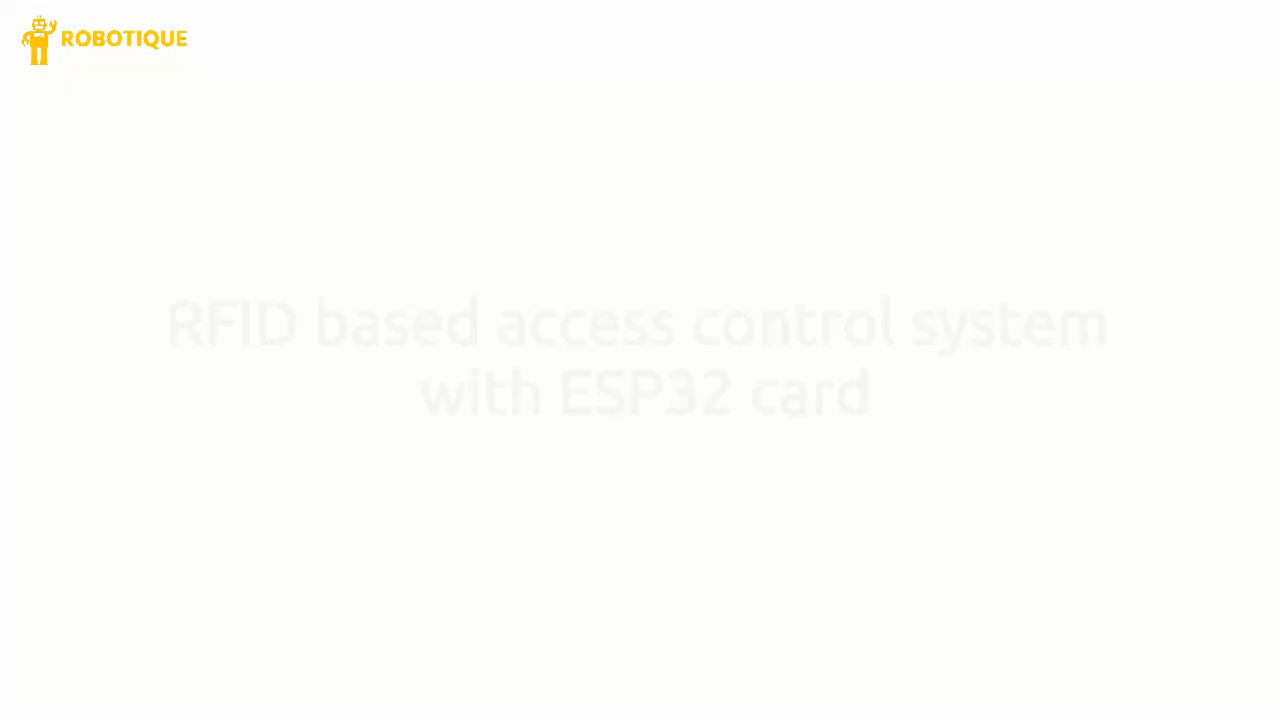 ROBOTIQUE
RFID based access control system
with ESP32 card